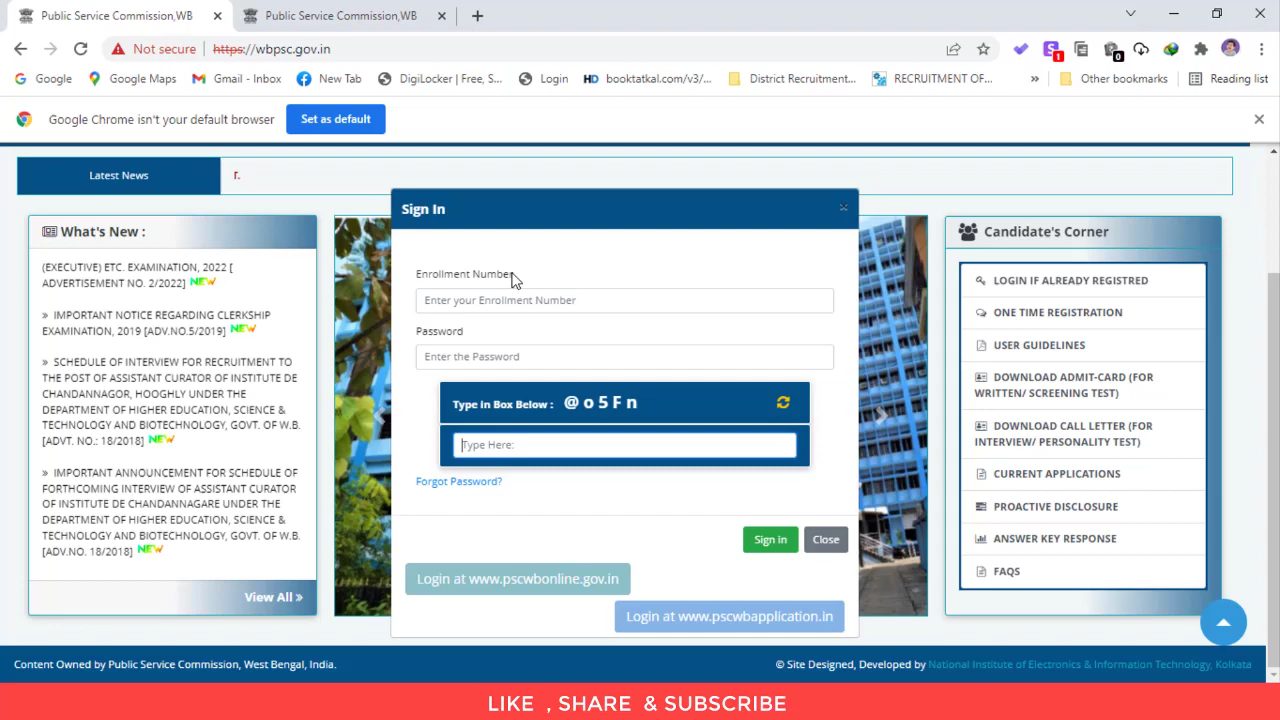 Public Service Commission,WB
Public Service Commission,WB
Not secure
https://wbpsc.gov.in
1
0
Google
Google Maps
Gmail - Inbox
New Tab
DigiLocker | Free, S...
Login
HD
booktatkal.com/v3/...
District Recruitment...
RECRUITMENT OF...
»
Other bookmarks
Reading list
Google Chrome isn't your default browser
Set as default
Latest News
r.
What's New :
(EXECUTIVE) ETC. EXAMINATION, 2022 [
ADVERTISEMENT NO. 2/2022] NEW
» IMPORTANT NOTICE REGARDING CLERKSHIP
EXAMINATION, 2019 [ADV.NO.5/2019] NEW
» SCHEDULE OF INTERVIEW FOR RECRUITMENT TO
THE POST OF ASSISTANT CURATOR OF INSTITUTE DE
CHANDANNAGOR, HOOGHLY UNDER THE
DEPARTMENT OF HIGHER EDUCATION, SCIENCE &
TECHNOLOGY AND BIOTECHNOLOGY, GOVT. OF W.B.
[ADVT. NO.: 18/2018] NEW
» IMPORTANT ANNOUNCEMENT FOR SCHEDULE OF
FORTHCOMING INTERVIEW OF ASSISTANT CURATOR
OF INSTITUTE DE CHANDANNAGARE UNDER THE
DEPARTMENT OF HIGHER EDUCATION, SCIENCE &
TECHNOLOGY AND BIOTECHNOLOGY, GOVT. OF W.B.
[ADV.NO. 18/2018] NEW
View All »
Sign In
×
Enrollment Number
Enter your Enrollment Number
Password
Enter the Password
Type in Box Below : @ o 5 F n
Type Here:
Forgot Password?
Sign in
Close
Login at www.pscwbonline.gov.in
Login at www.pscwbapplication.in
Candidate's Corner
LOGIN IF ALREADY REGISTRED
ONE TIME REGISTRATION
USER GUIDELINES
DOWNLOAD ADMIT-CARD (FOR
WRITTEN/ SCREENING TEST)
DOWNLOAD CALL LETTER (FOR
INTERVIEW/ PERSONALITY TEST)
CURRENT APPLICATIONS
PROACTIVE DISCLOSURE
ANSWER KEY RESPONSE
FAQS
Content Owned by Public Service Commission, West Bengal, India.
© Site Designed, Developed by National Institute of Electronics & Information Technology, Kolkata
LIKE , SHARE & SUBSCRIBE